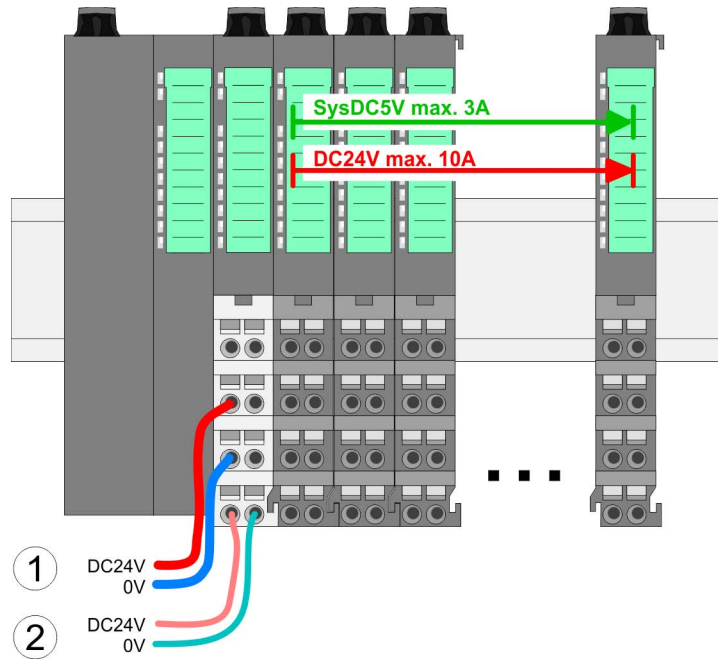 SysDC5V max. 3A
DC24V max. 10A
1 DC24V
0V
2 DC24V
0V